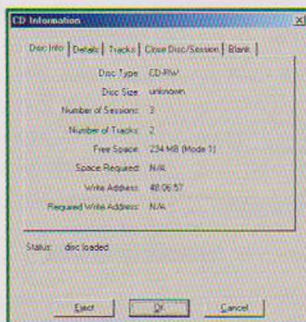 CD Information
Disc Info Details Tracks Close Disc/Session Blank
Disc Type: CD-RW
Disc Size: unknown
Number of Sessions: 3
Number of Tracks: 2
Free Space: 234 MB (Mode 1)
Space Required: N/A
Write Address: 48:06:57
Required Write Address: N/A
Status: disc loaded
Eject OK Cancel